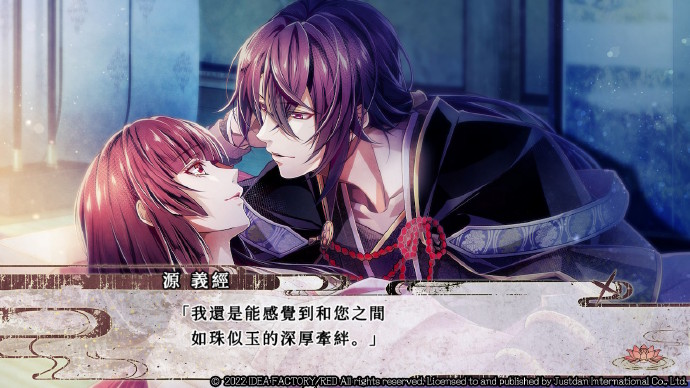 源 義經
「我還是能感覺到和您之間
如珠似玉的深厚牽絆。」
© 2022 IDEA FACTORY/RED All rights reserved. Licensed to and published by Justdan International Co., Ltd.